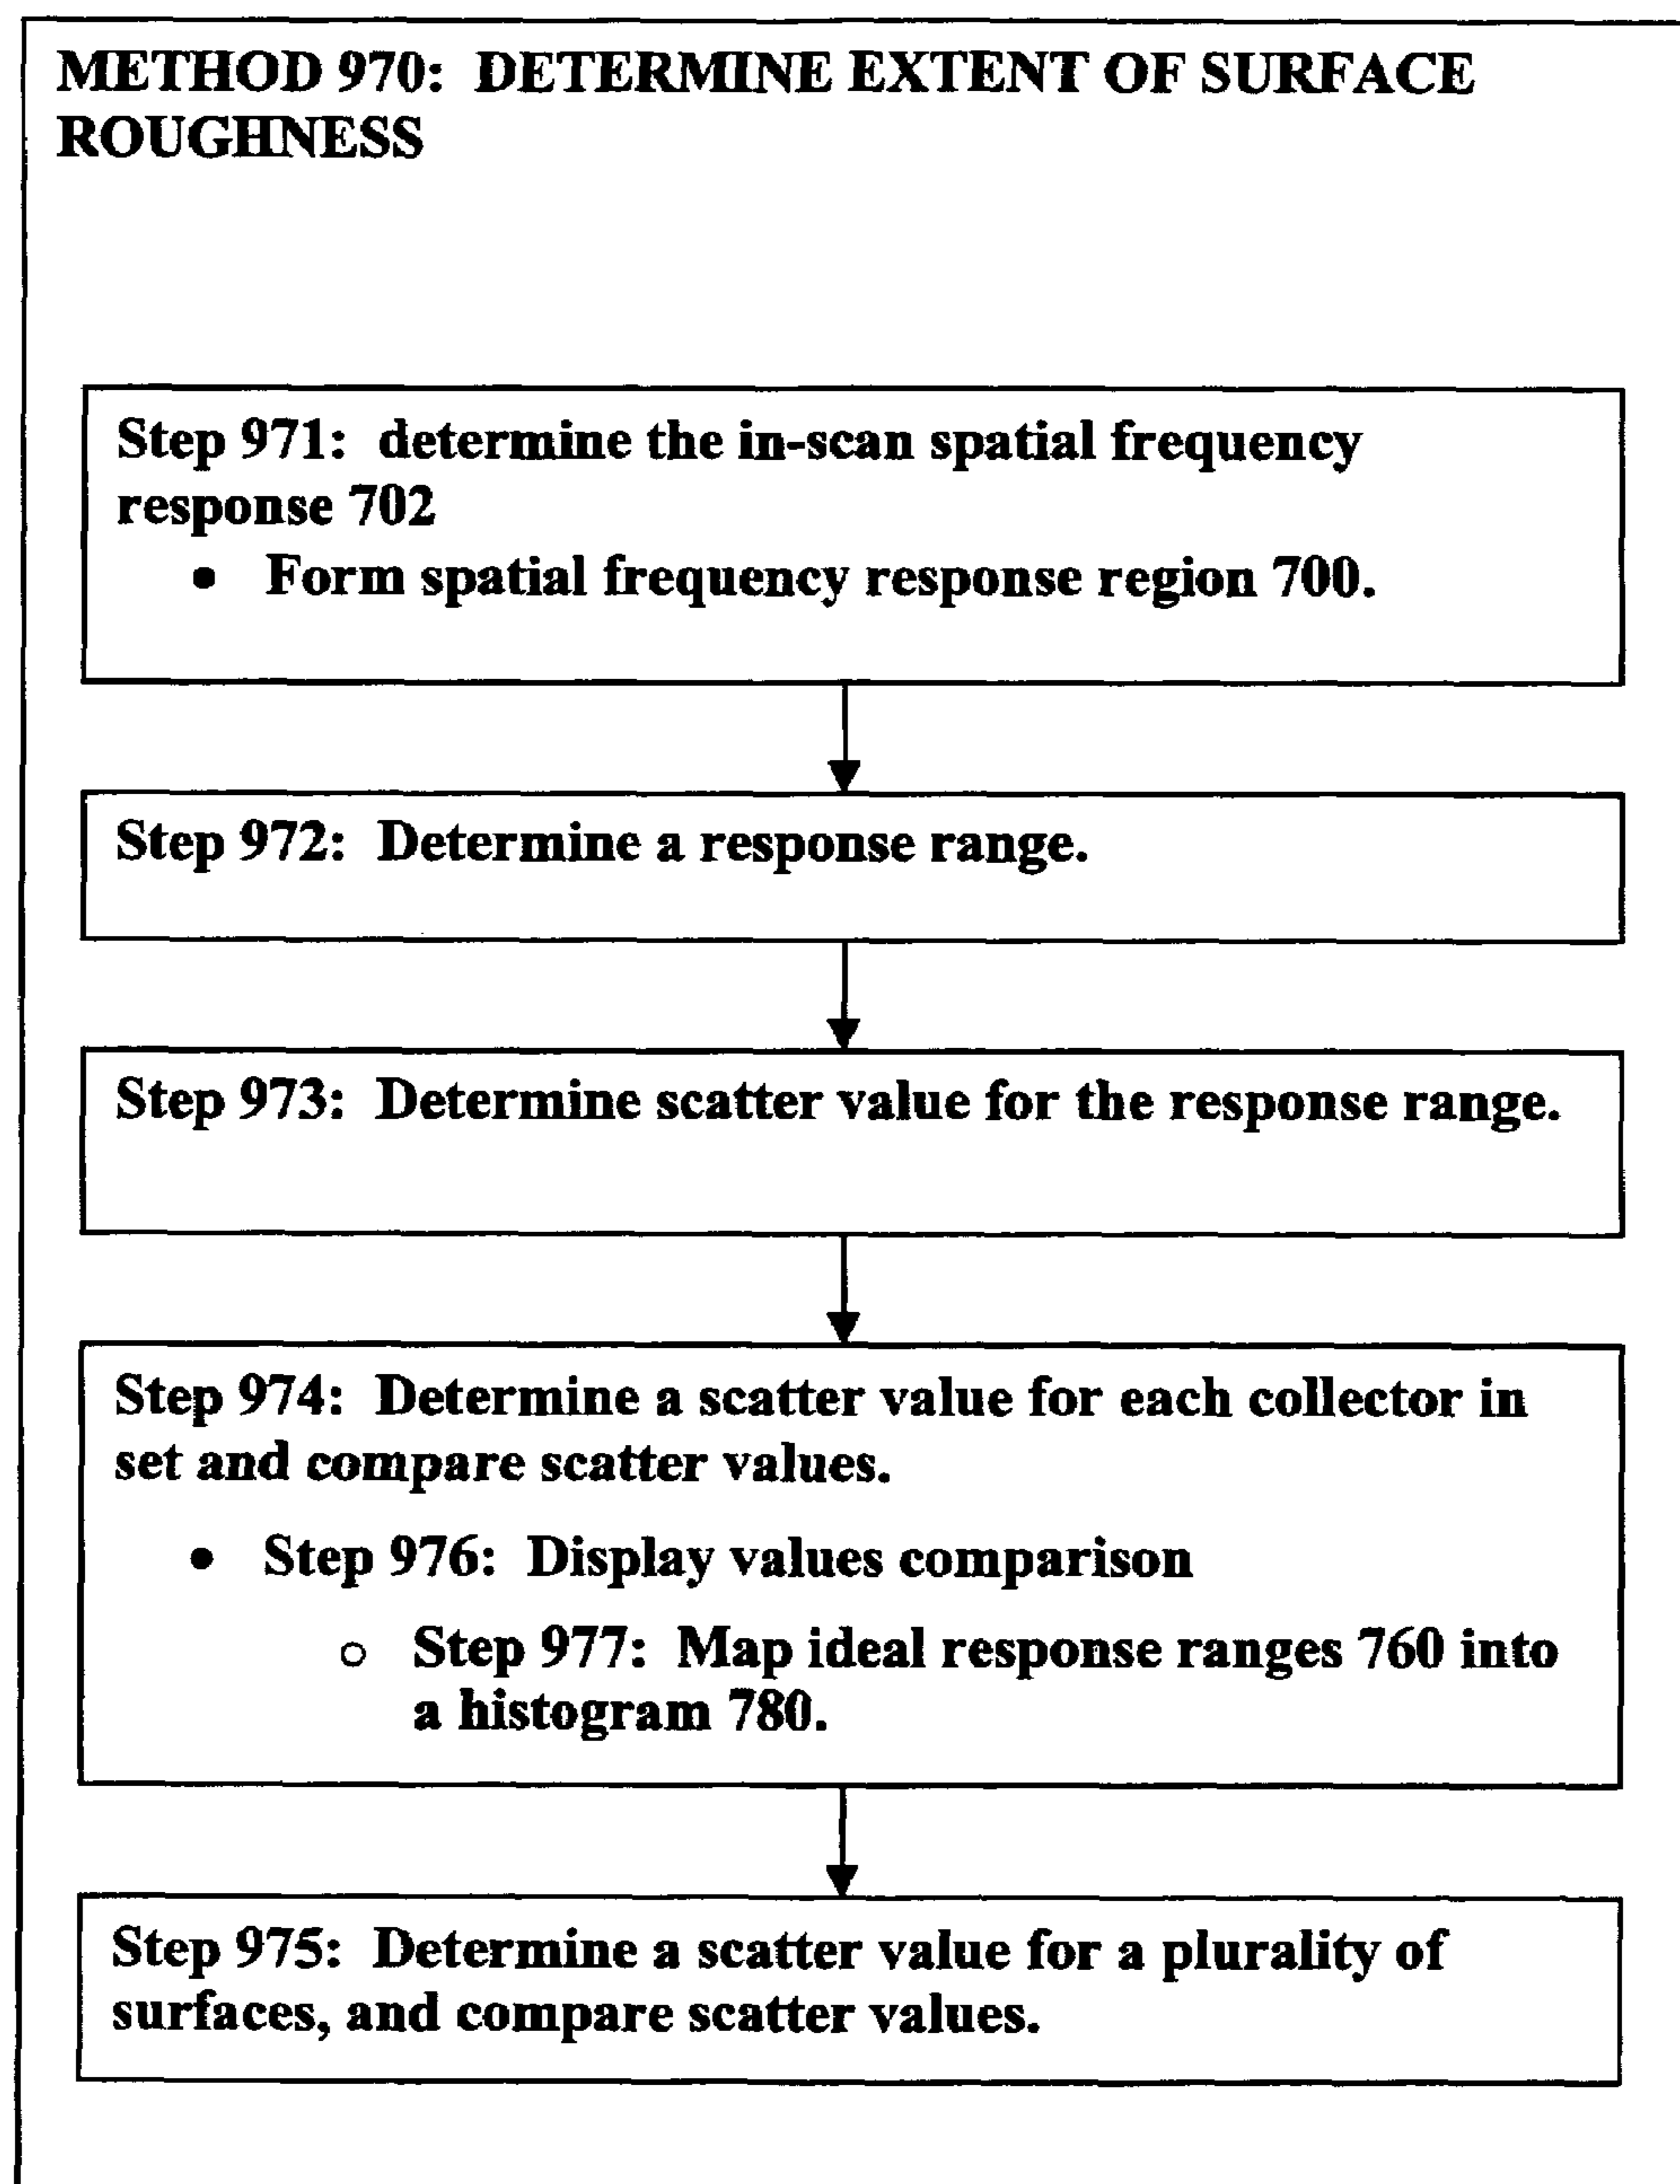 METHOD 970: DETERMINE EXTENT OF SURFACE
ROUGHNESS
Step 971: determine the in-scan spatial frequency
response 702
• Form spatial frequency response region 700.
Step 972: Determine a response range.
Step 973: Determine scatter value for the response range.
Step 974: Determine a scatter value for each collector in
set and compare scatter values.
• Step 976: Display values comparison
○ Step 977: Map ideal response ranges 760 into
a histogram 780.
Step 975: Determine a scatter value for a plurality of
surfaces, and compare scatter values.